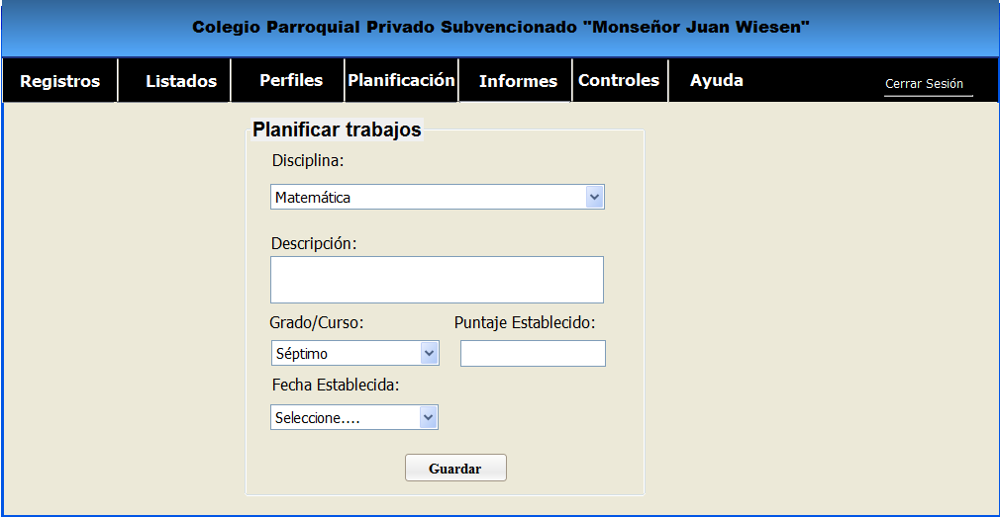 Colegio Parroquial Privado Subvencionado "Monseñor Juan Wiesen"
Registros Listados Perfiles Planificación Informes Controles Ayuda Cerrar Sesión
Planificar trabajos
Disciplina:
Matemática
Descripción:
Grado/Curso: Puntaje Establecido:
Séptimo
Fecha Establecida:
Seleccione....
Guardar